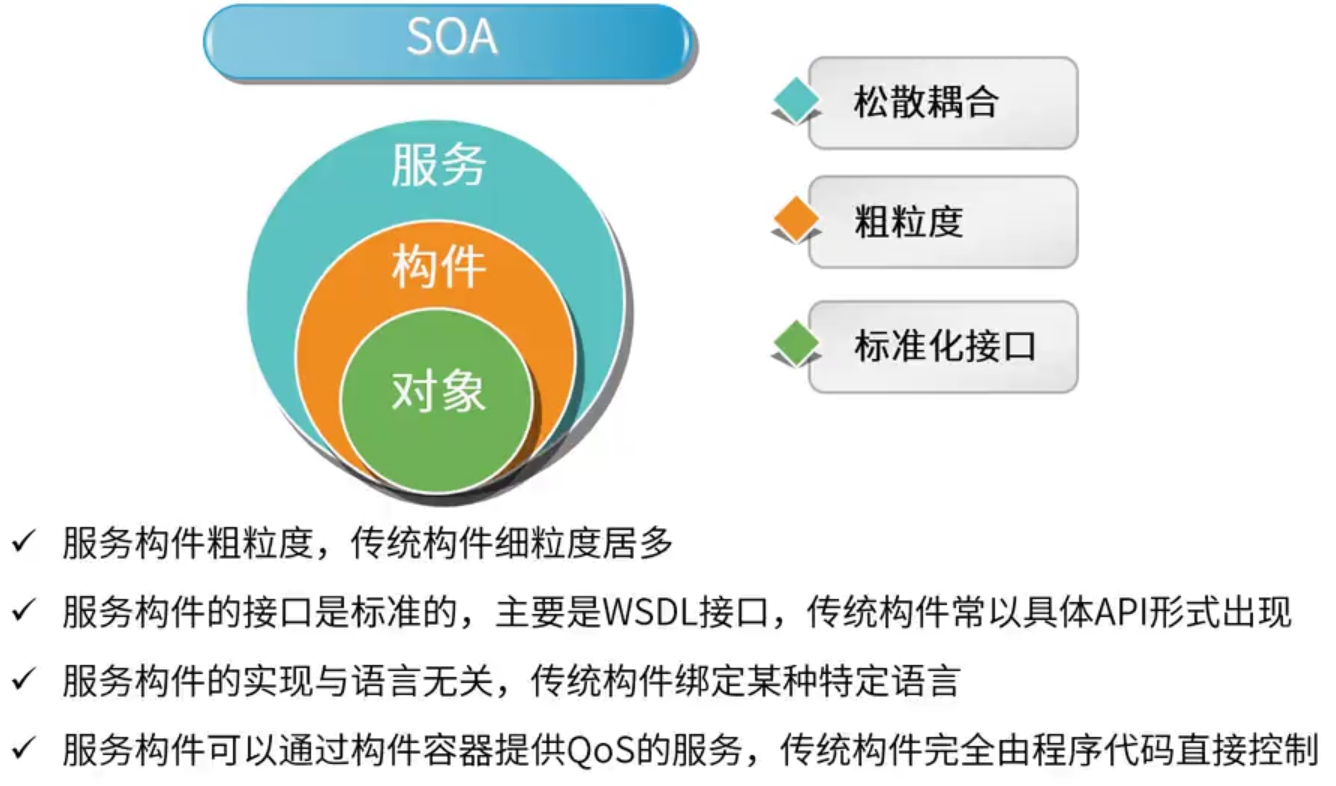 SOA
服务
构件
对象
松散耦合
粗粒度
标准化接口
✓ 服务构件粗粒度，传统构件细粒度居多
✓ 服务构件的接口是标准的，主要是WSDL接口，传统构件常以具体API形式出现
✓ 服务构件的实现与语言无关，传统构件绑定某种特定语言
✓ 服务构件可以通过构件容器提供QoS的服务，传统构件完全由程序代码直接控制